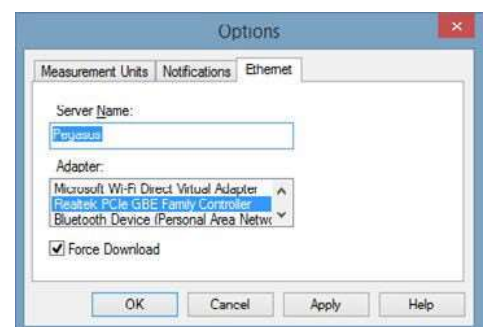 Options
Measurement Units Notifications Ethernet
Server Name:
Pegasus
Adapter:
Microsoft Wi-Fi Direct Virtual Adapter
Realtek PCIe GBE Family Controller
Bluetooth Device (Personal Area Netw
Force Download
OK Cancel Apply Help